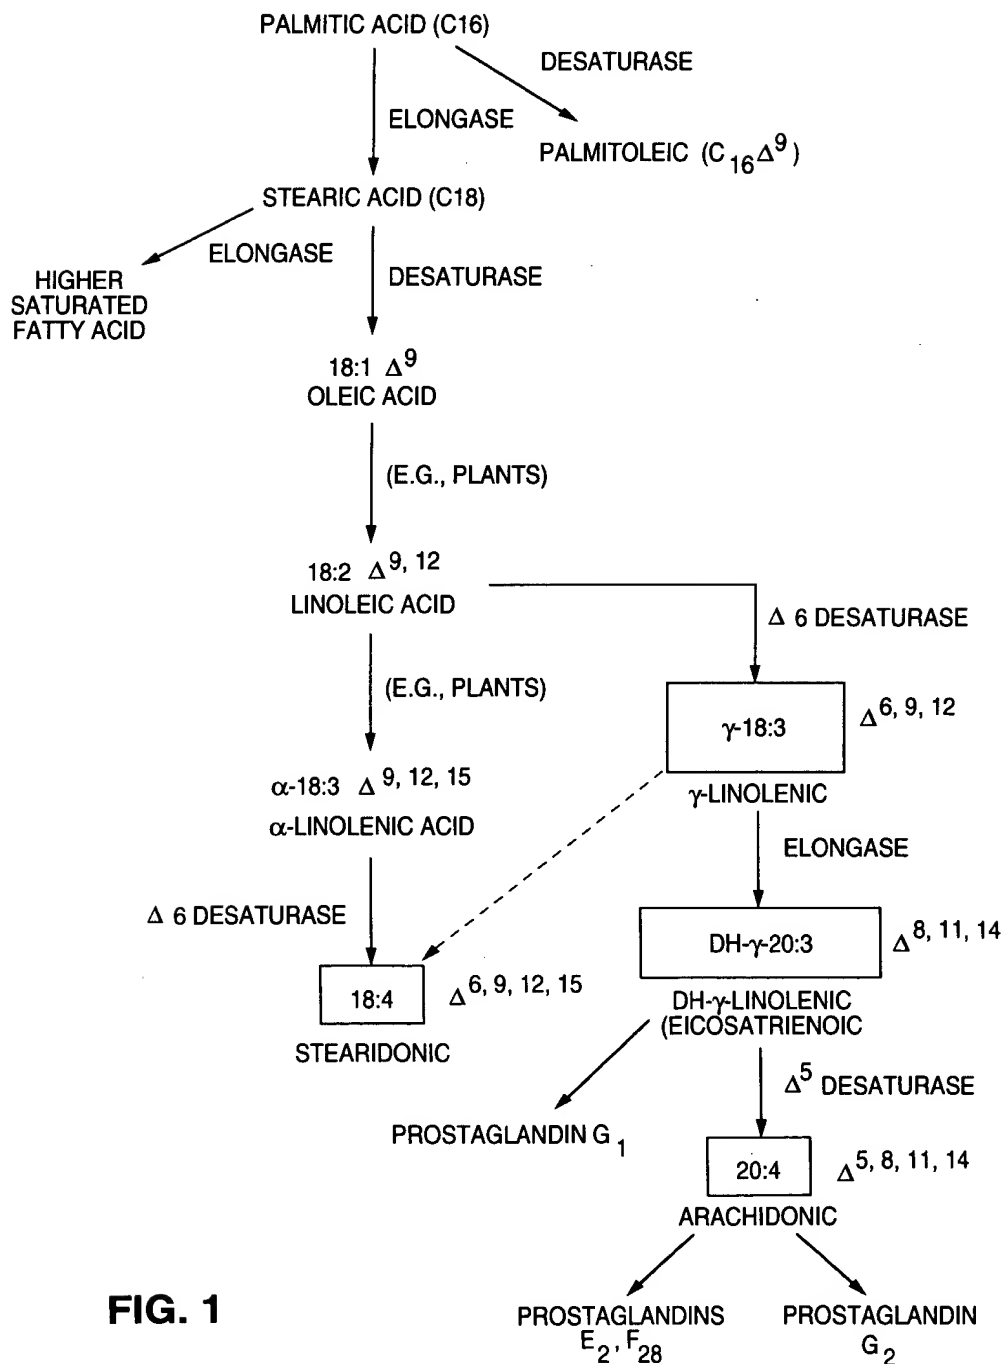 PALMITIC ACID (C16)
DESATURASE
ELONGASE
PALMITOLEIC (C₁₆Δ⁹)
STEARIC ACID (C18)
ELONGASE
DESATURASE
HIGHER
SATURATED
FATTY ACID
18:1 Δ⁹
OLEIC ACID
(E.G., PLANTS)
18:2 Δ⁹, ¹²
LINOLEIC ACID
Δ 6 DESATURASE
(E.G., PLANTS)
γ-18:3 Δ⁶, ⁹, ¹²
γ-LINOLENIC
α-18:3 Δ⁹, ¹², ¹⁵
α-LINOLENIC ACID
ELONGASE
Δ 6 DESATURASE
DH-γ-20:3 Δ⁸, ¹¹, ¹⁴
DH-γ-LINOLENIC
(EICOSATRIENOIC
18:4 Δ⁶, ⁹, ¹², ¹⁵
STEARIDONIC
Δ⁵ DESATURASE
PROSTAGLANDIN G₁
20:4 Δ⁵, ⁸, ¹¹, ¹⁴
ARACHIDONIC
PROSTAGLANDINS
E₂, F₂₈
PROSTAGLANDIN
G₂
FIG. 1